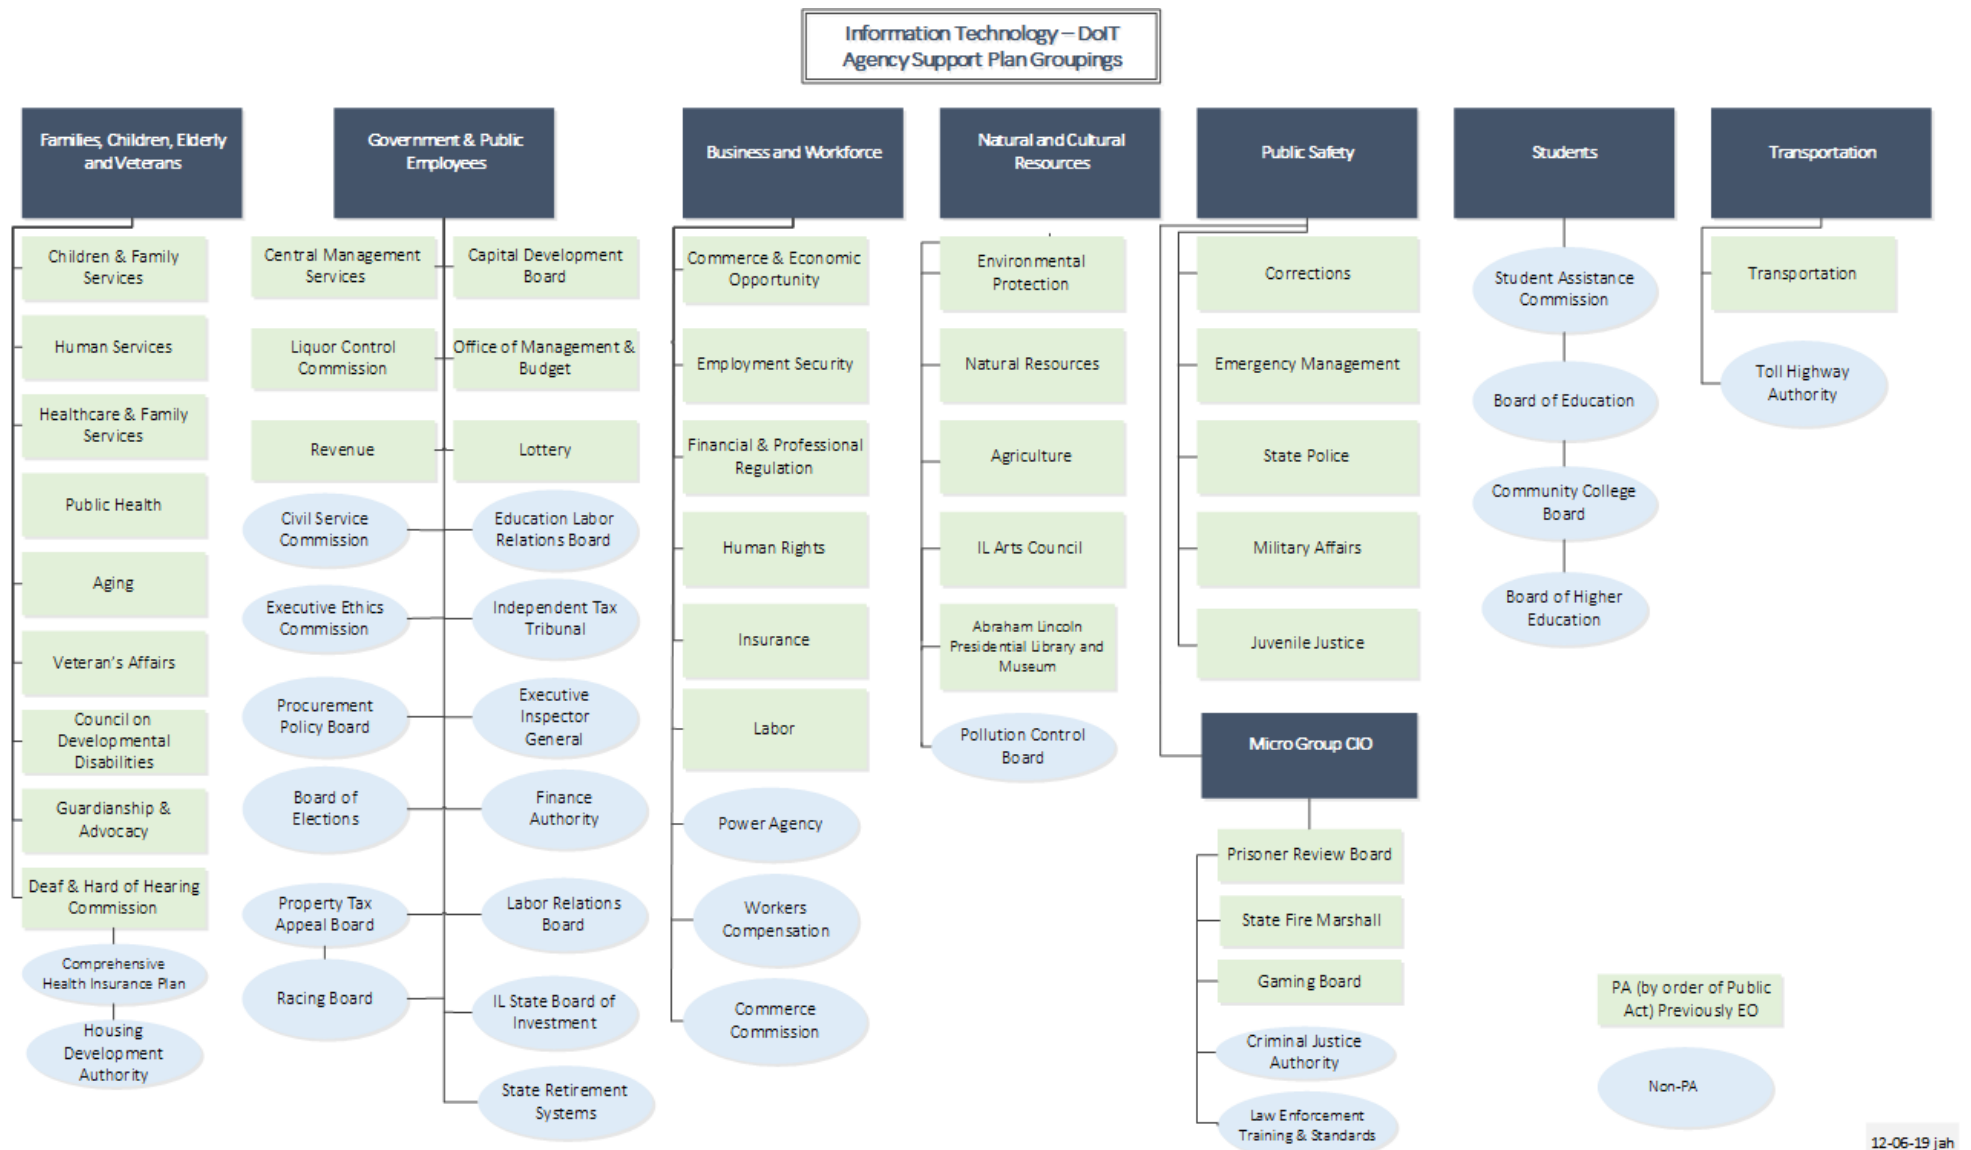 Information Technology – DoIT
Agency Support Plan Groupings
Families, Children, Elderly
and Veterans
Children & Family
Services
Human Services
Healthcare & Family
Services
Public Health
Aging
Veteran's Affairs
Council on
Developmental
Disabilities
Guardianship &
Advocacy
Deaf & Hard of Hearing
Commission
Comprehensive
Health Insurance Plan
Housing
Development
Authority
Government & Public
Employees
Central Management
Services
Capital Development
Board
Liquor Control
Commission
Office of Management &
Budget
Revenue
Lottery
Civil Service
Commission
Education Labor
Relations Board
Executive Ethics
Commission
Independent Tax
Tribunal
Procurement
Policy Board
Executive
Inspector
General
Board of
Elections
Finance
Authority
Property Tax
Appeal Board
Labor Relations
Board
Racing Board
IL State Board of
Investment
State Retirement
Systems
Business and Workforce
Commerce & Economic
Opportunity
Employment Security
Financial & Professional
Regulation
Human Rights
Insurance
Labor
Power Agency
Workers
Compensation
Commerce
Commission
Natural and Cultural
Resources
Environmental
Protection
Natural Resources
Agriculture
IL Arts Council
Abraham Lincoln
Presidential Library and
Museum
Pollution Control
Board
Public Safety
Corrections
Emergency Management
State Police
Military Affairs
Juvenile Justice
Micro Group CIO
Prisoner Review Board
State Fire Marshall
Gaming Board
Criminal Justice
Authority
Law Enforcement
Training & Standards
Students
Student Assistance
Commission
Board of Education
Community College
Board
Board of Higher
Education
Transportation
Transportation
Toll Highway
Authority
PA (by order of Public
Act) Previously EO
Non-PA
12-06-19 jah